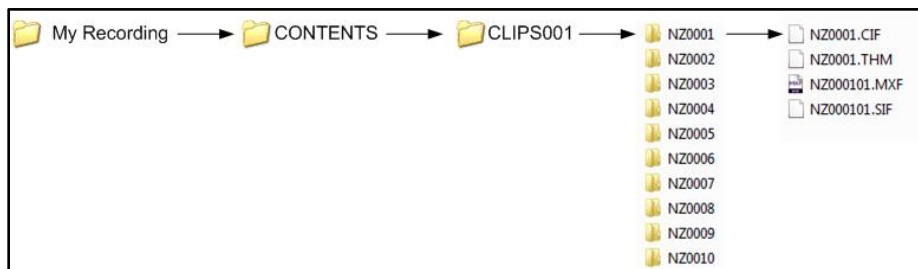 My Recording
CONTENTS
CLIPS001
NZ0001
NZ0002
NZ0003
NZ0004
NZ0005
NZ0006
NZ0007
NZ0008
NZ0009
NZ0010
NZ0001.CIF
NZ0001.THM
NZ000101.MXF
NZ000101.SIF